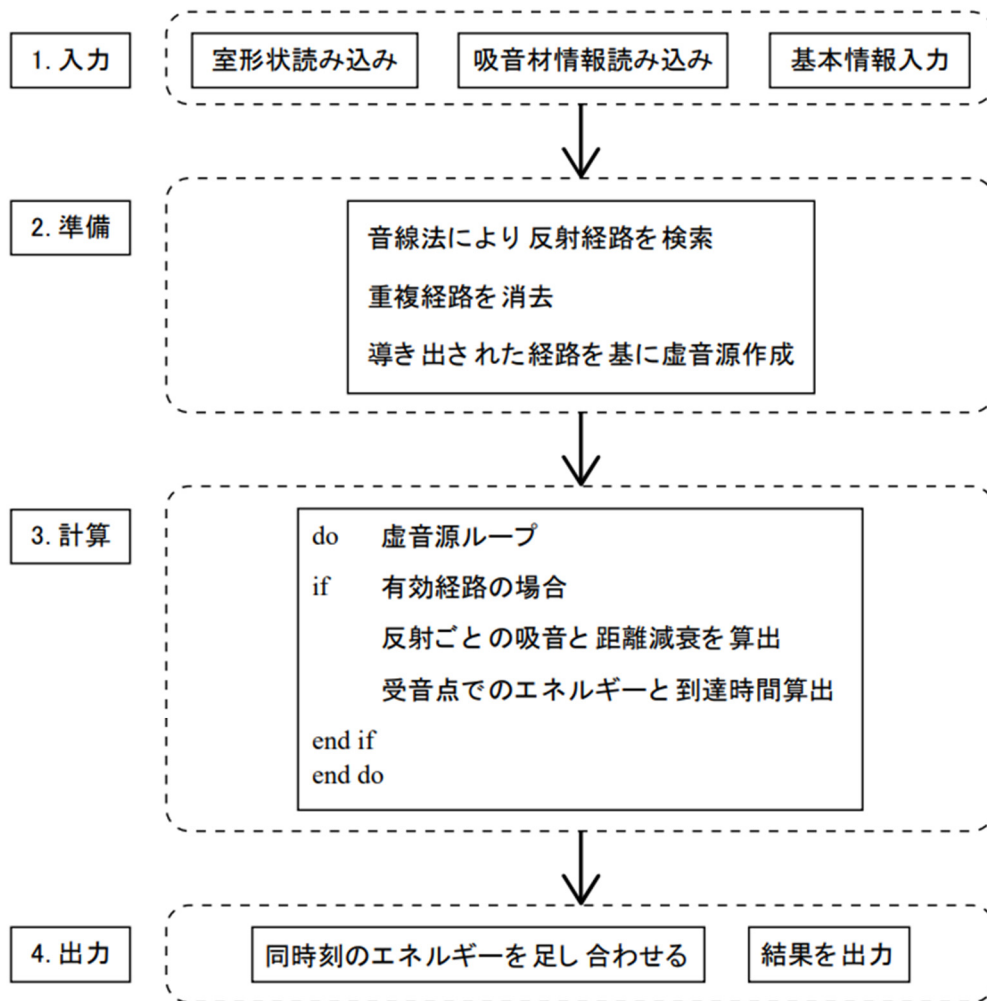 1. 入力
室形状読み込み
吸音材情報読み込み
基本情報入力
2. 準備
音線法により反射経路を検索
重複経路を消去
導き出された経路を基に虚音源作成
3. 計算
do 虚音源ループ
if 有効経路の場合
反射ごとの吸音と距離減衰を算出
受音点でのエネルギーと到達時間算出
end if
end do
4. 出力
同時刻のエネルギーを足し合わせる
結果を出力